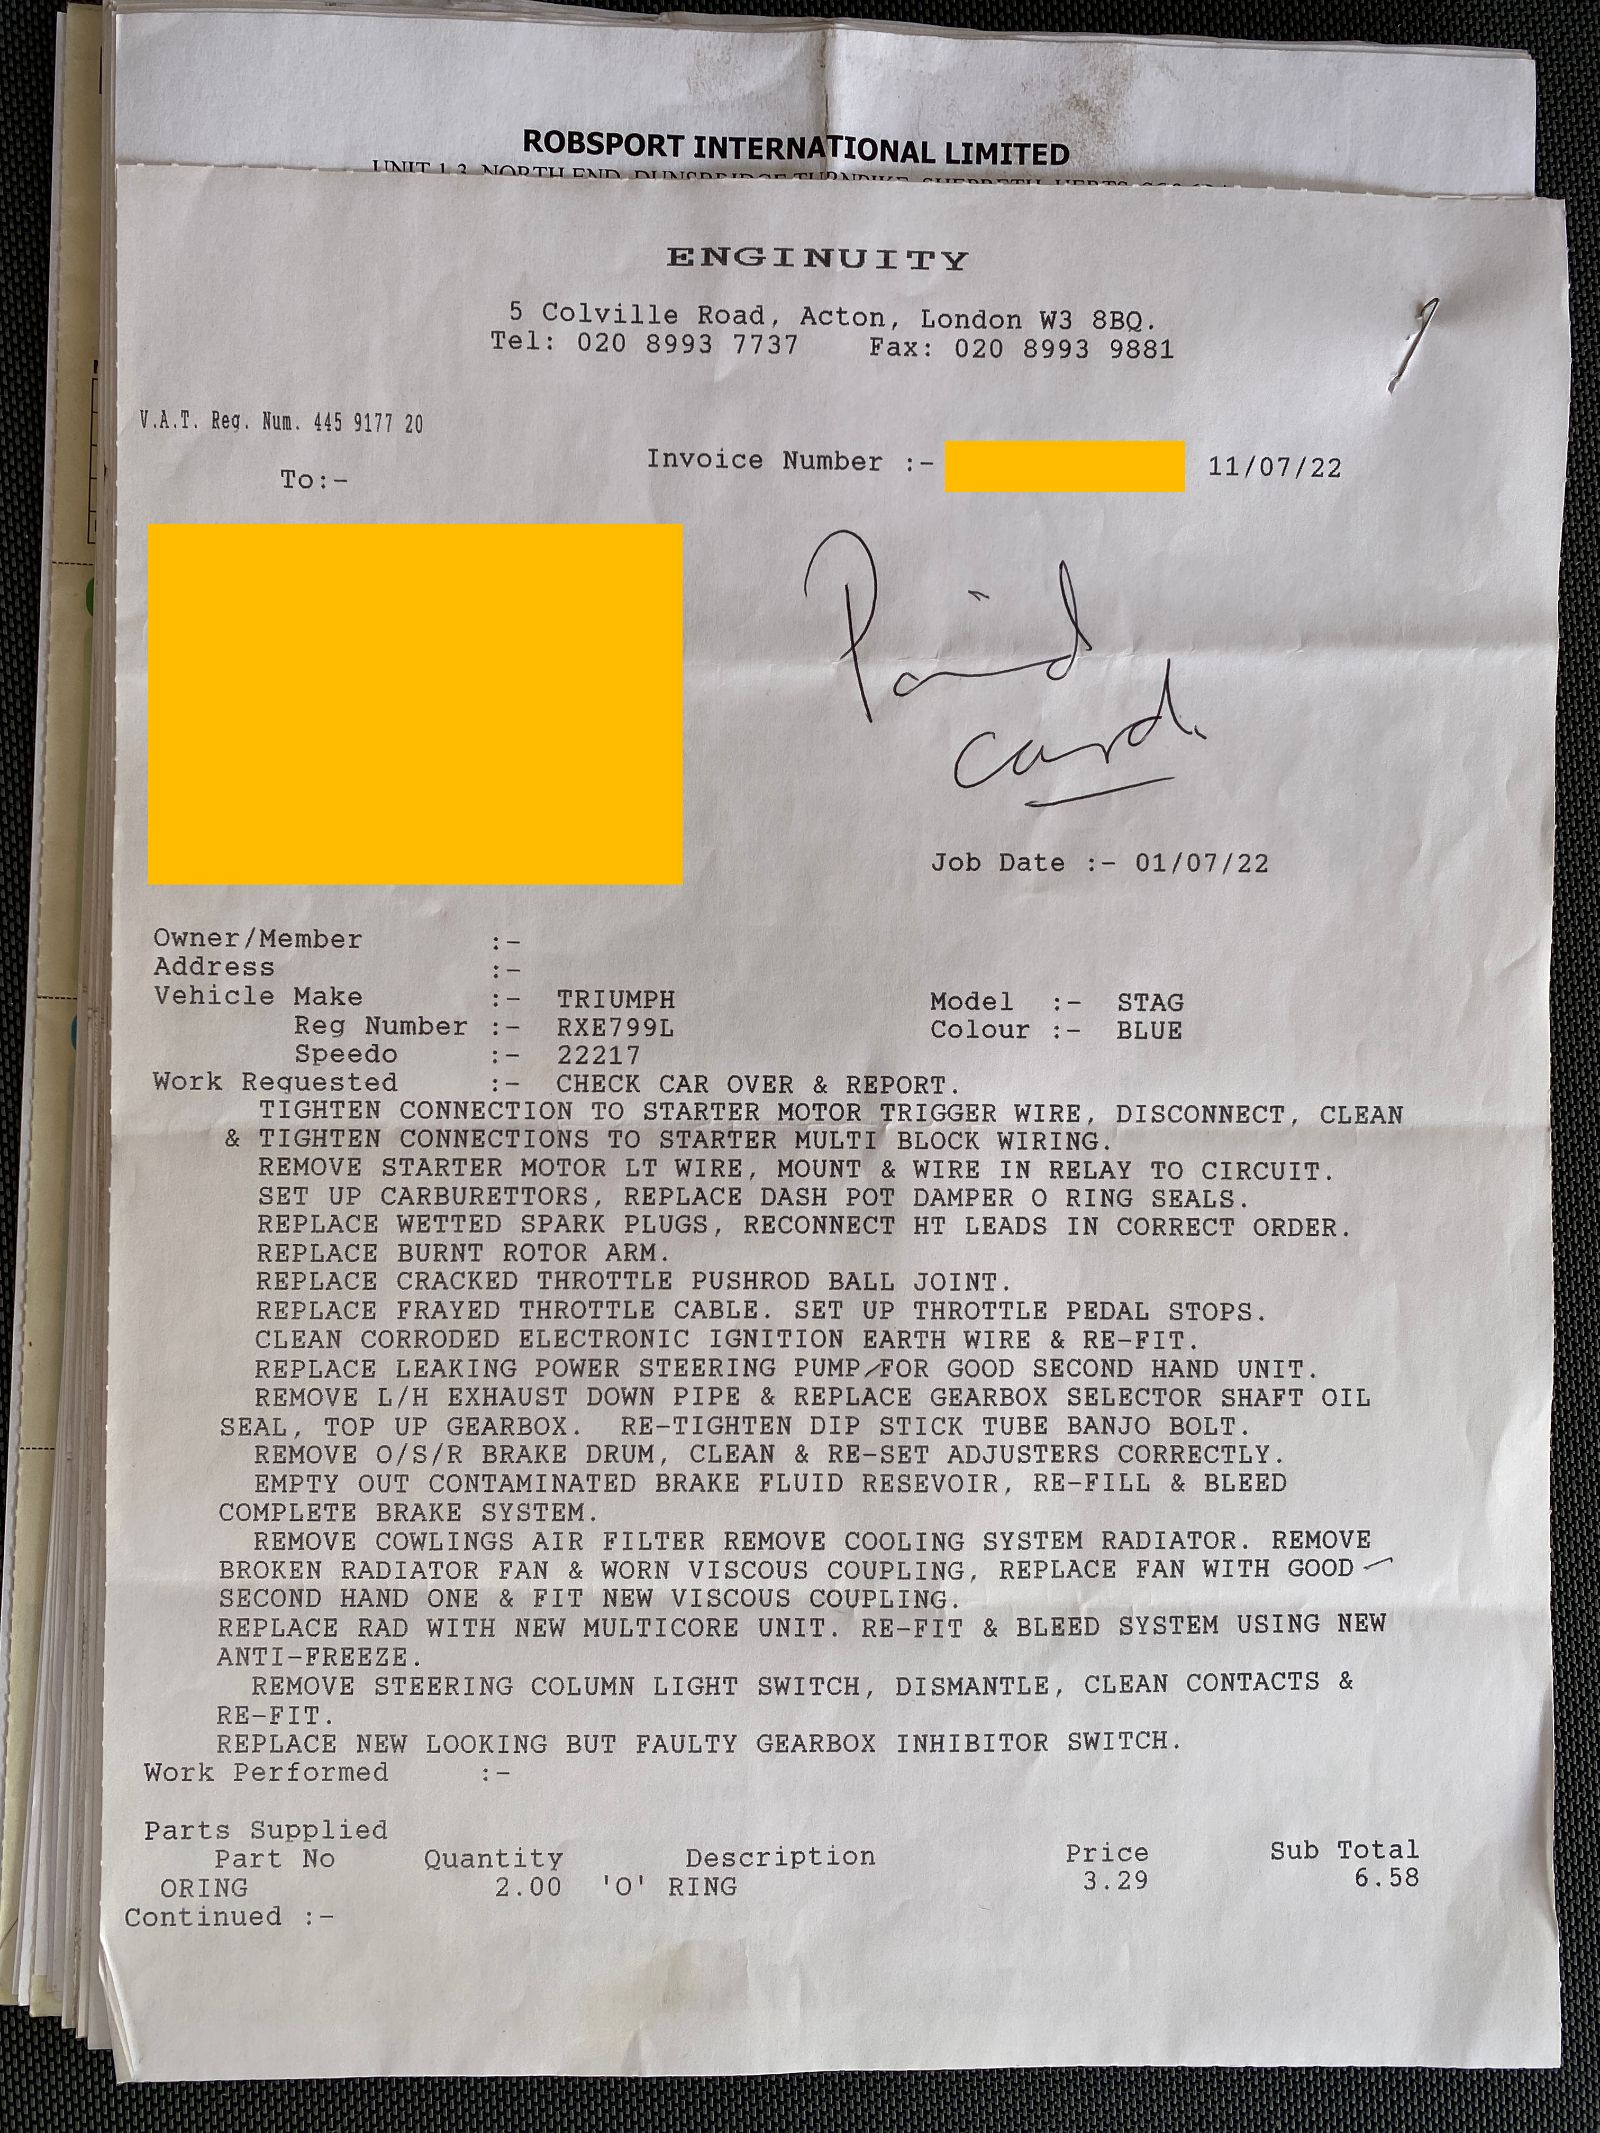 ROBSPORT INTERNATIONAL LIMITED
UNIT 1-3, NORTH END, DUNSBRIDGE TURNPIKE, SHEPRETH, HERTS,
ENGINUITY
5 Colville Road, Acton, London W3 8BQ.
Tel: 020 8993 7737 Fax: 020 8993 9881
V.A.T. Reg. Num. 445 9177 20
Invoice Number :- 11/07/22
To:-
Paid
card.
Job Date :- 01/07/22
Owner/Member :-
Address :-
Vehicle Make :- TRIUMPH Model :- STAG
Reg Number :- RXE799L Colour :- BLUE
Speedo :- 22217
Work Requested :- CHECK CAR OVER & REPORT.
TIGHTEN CONNECTION TO STARTER MOTOR TRIGGER WIRE, DISCONNECT, CLEAN
& TIGHTEN CONNECTIONS TO STARTER MULTI BLOCK WIRING.
REMOVE STARTER MOTOR LT WIRE, MOUNT & WIRE IN RELAY TO CIRCUIT.
SET UP CARBURETTORS, REPLACE DASH POT DAMPER O RING SEALS.
REPLACE WETTED SPARK PLUGS, RECONNECT HT LEADS IN CORRECT ORDER.
REPLACE BURNT ROTOR ARM.
REPLACE CRACKED THROTTLE PUSHROD BALL JOINT.
REPLACE FRAYED THROTTLE CABLE. SET UP THROTTLE PEDAL STOPS.
CLEAN CORRODED ELECTRONIC IGNITION EARTH WIRE & RE-FIT.
REPLACE LEAKING POWER STEERING PUMP FOR GOOD SECOND HAND UNIT.
REMOVE L/H EXHAUST DOWN PIPE & REPLACE GEARBOX SELECTOR SHAFT OIL
SEAL, TOP UP GEARBOX. RE-TIGHTEN DIP STICK TUBE BANJO BOLT.
REMOVE O/S/R BRAKE DRUM, CLEAN & RE-SET ADJUSTERS CORRECTLY.
EMPTY OUT CONTAMINATED BRAKE FLUID RESEVOIR, RE-FILL & BLEED
COMPLETE BRAKE SYSTEM.
REMOVE COWLINGS AIR FILTER REMOVE COOLING SYSTEM RADIATOR. REMOVE
BROKEN RADIATOR FAN & WORN VISCOUS COUPLING, REPLACE FAN WITH GOOD
SECOND HAND ONE & FIT NEW VISCOUS COUPLING.
REPLACE RAD WITH NEW MULTICORE UNIT. RE-FIT & BLEED SYSTEM USING NEW
ANTI-FREEZE.
REMOVE STEERING COLUMN LIGHT SWITCH, DISMANTLE, CLEAN CONTACTS &
RE-FIT.
REPLACE NEW LOOKING BUT FAULTY GEARBOX INHIBITOR SWITCH.
Work Performed :-
Parts Supplied
Part No Quantity Description Price Sub Total
ORING 2.00 'O' RING 3.29 6.58
Continued :-